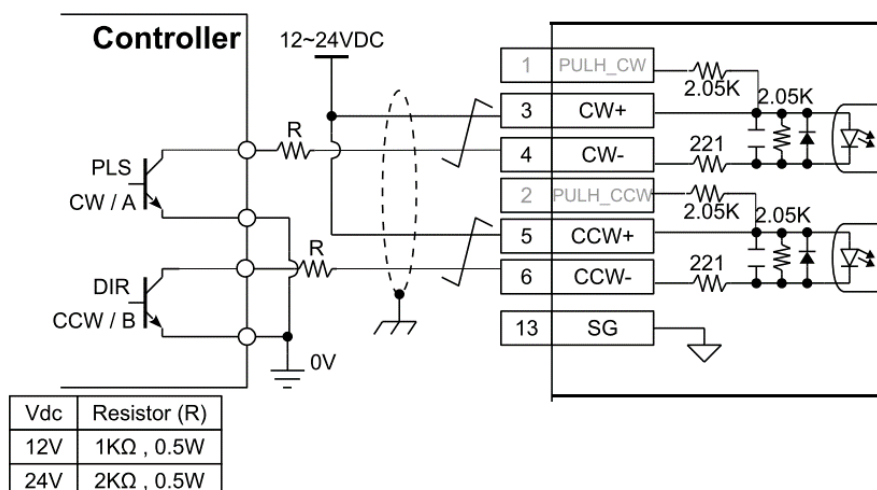 Controller
12~24VDC
1 PULH_CW
2.05K
3 CW+
2.05K
R
4 CW-
221
PLS
CW / A
2 PULH_CCW
2.05K
5 CCW+
2.05K
R
6 CCW-
221
DIR
CCW / B
13 SG
0V
Vdc Resistor (R)
12V 1KΩ , 0.5W
24V 2KΩ , 0.5W